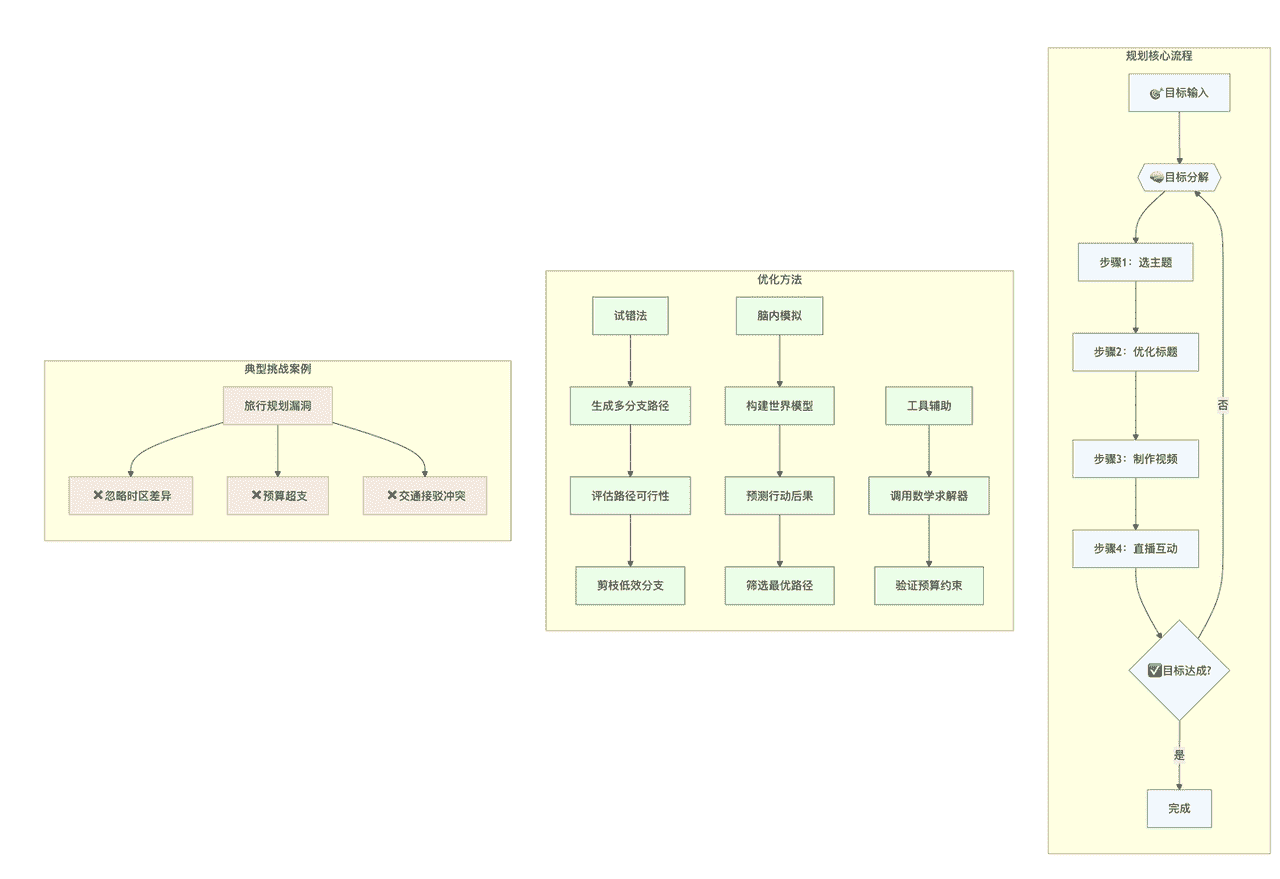 典型挑战案例
旅行规划漏洞
❌忽略时区差异
❌预算超支
❌交通接驳冲突
优化方法
试错法
生成多分支路径
评估路径可行性
剪枝低效分支
脑内模拟
构建世界模型
预测行动后果
筛选最优路径
工具辅助
调用数学求解器
验证预算约束
规划核心流程
🎯目标输入
🧠目标分解
步骤1：选主题
步骤2：优化标题
步骤3：制作视频
步骤4：直播互动
✅目标达成?
否
是
完成